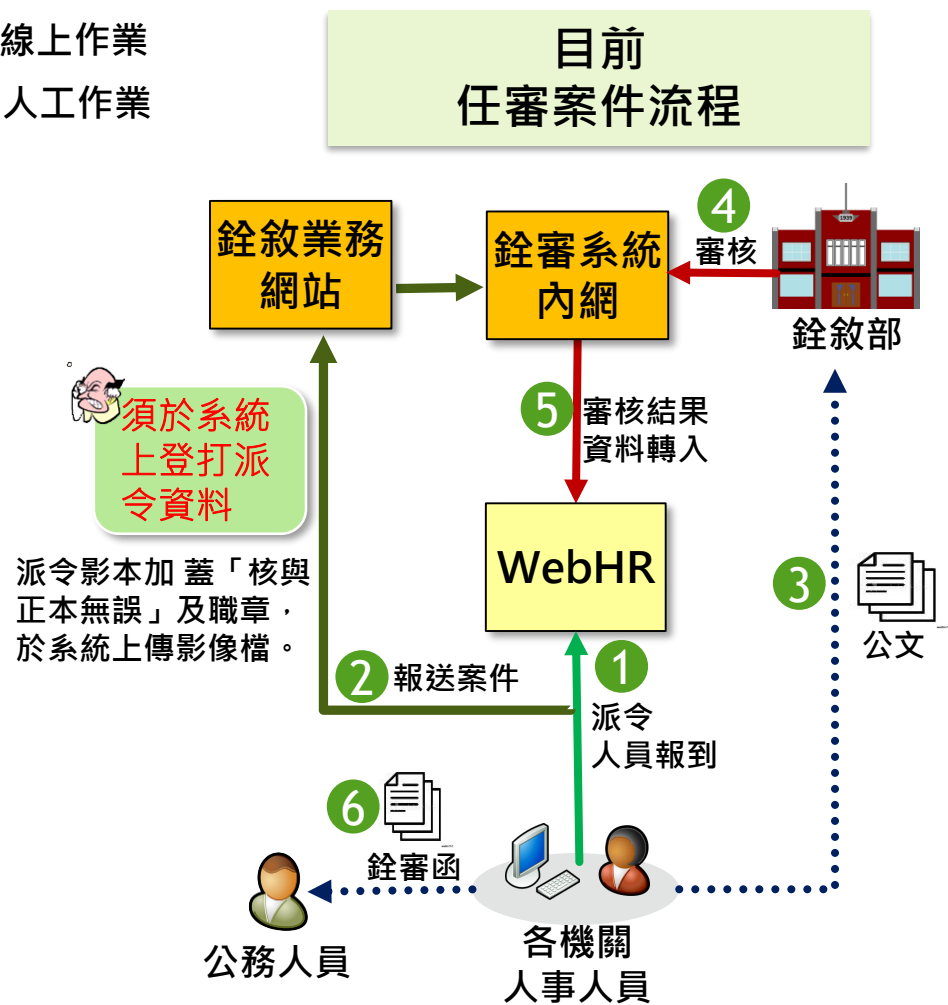 線上作業
人工作業
目前
任審案件流程
銓敘業務
網站
銓審系統
內網
4
審核
1939
銓敘部
須於系統
上登打派
令資料
5
審核結果
資料轉入
派令影本加 蓋「核與
正本無誤」及職章,
於系統上傳影像檔。
WebHR
3
公文
2
報送案件
1
派令
人員報到
6
銓審函
公務人員
各機關
人事人員